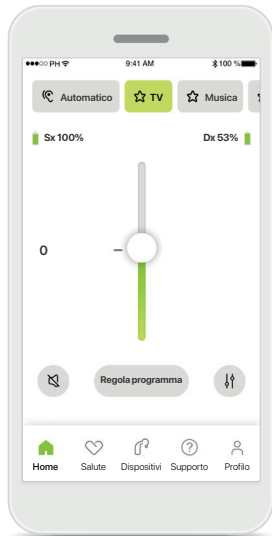 PH 9:41 AM 100 %
Automatico TV Musica
Sx 100% Dx 53%
0
Regola programma
Home Salute Dispositivi Supporto Profilo